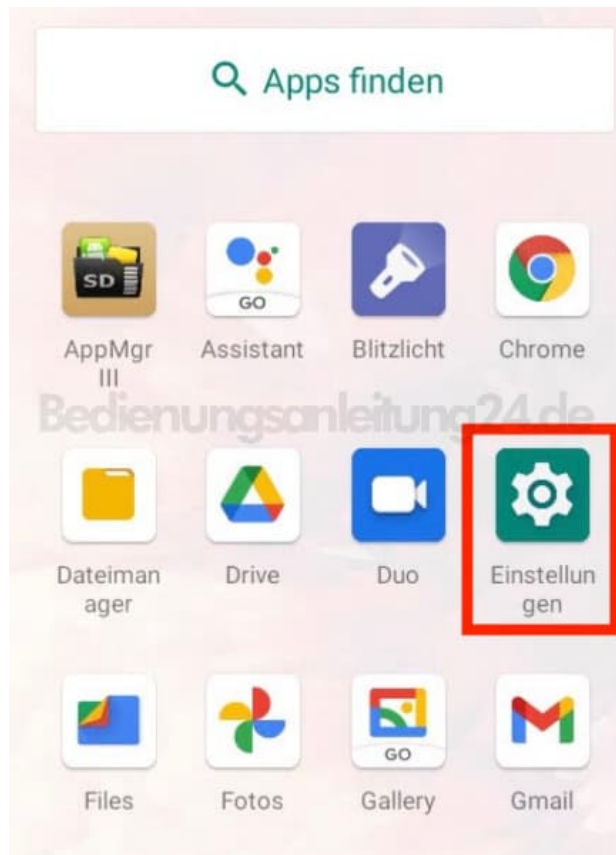 Apps finden
SD
GO
AppMgr
III
Assistant
Blitzlicht
Chrome
Bedienungsanleitung24.de
Dateiman
ager
Drive
Duo
Einstellun
gen
GO
Files
Fotos
Gallery
Gmail